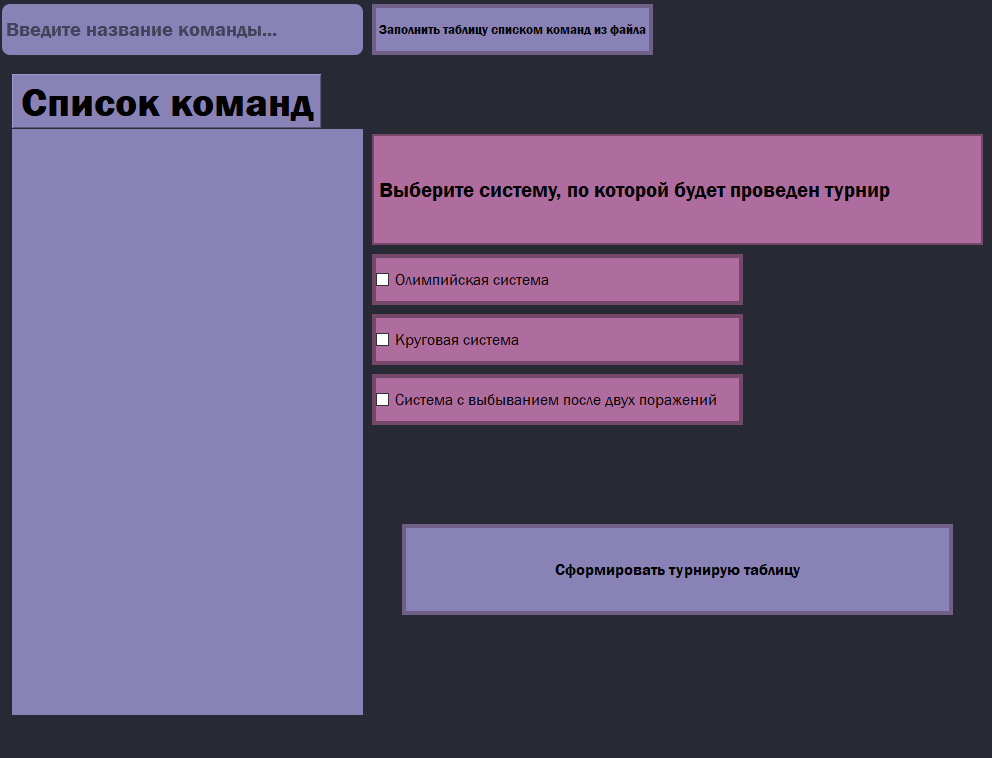 Введите название команды...
Заполнить таблицу списком команд из файла
Список команд
Выберите систему, по которой будет проведен турнир
Олимпийская система
Круговая система
Система с выбыванием после двух поражений
Сформировать турнирую таблицу